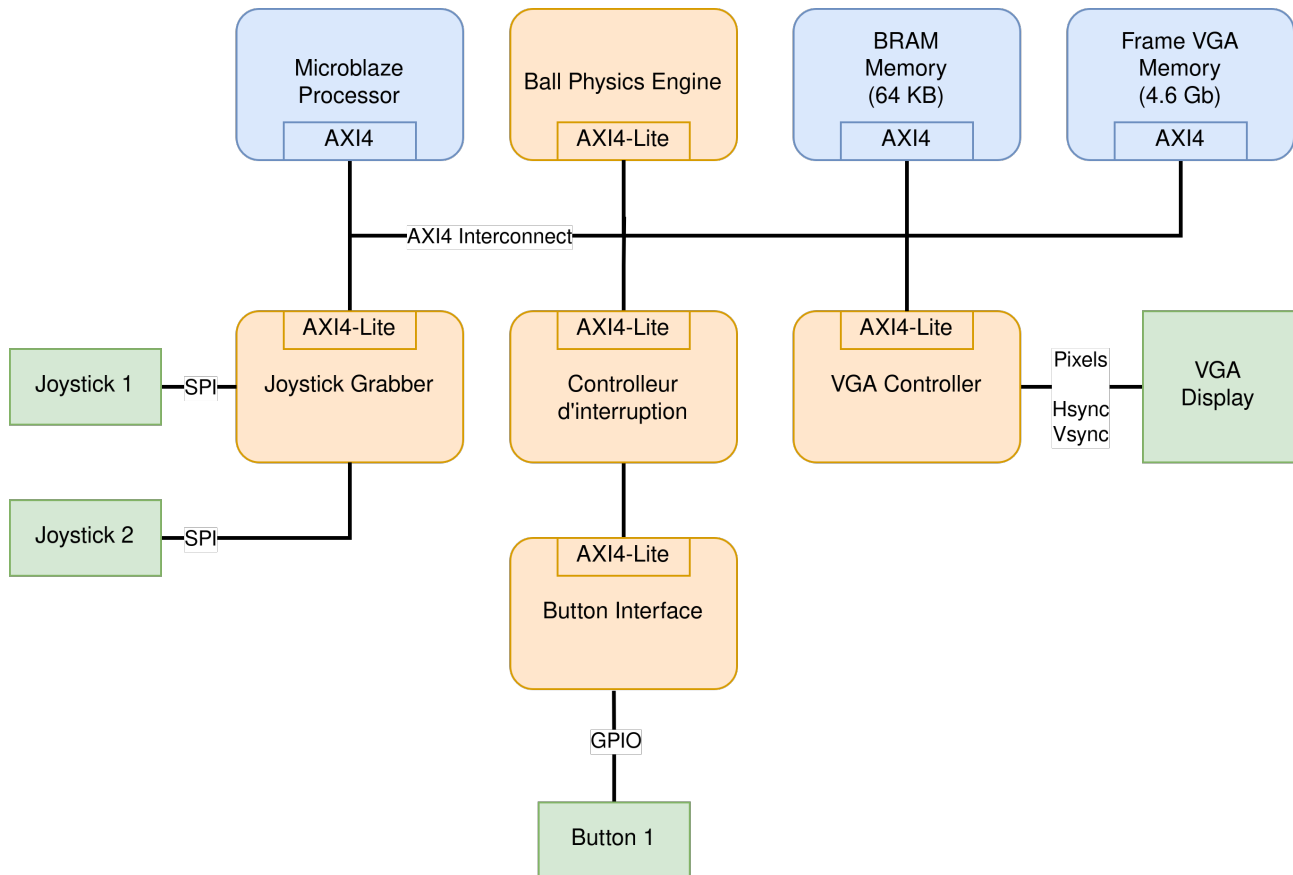 Microblaze
Processor
AXI4
Ball Physics Engine
AXI4-Lite
BRAM
Memory
(64 KB)
AXI4
Frame VGA
Memory
(4.6 Gb)
AXI4
AXI4 Interconnect
AXI4-Lite
Joystick Grabber
AXI4-Lite
Controlleur
d'interruption
AXI4-Lite
VGA Controller
Joystick 1
SPI
Pixels
Hsync
Vsync
VGA
Display
Joystick 2
SPI
AXI4-Lite
Button Interface
GPIO
Button 1